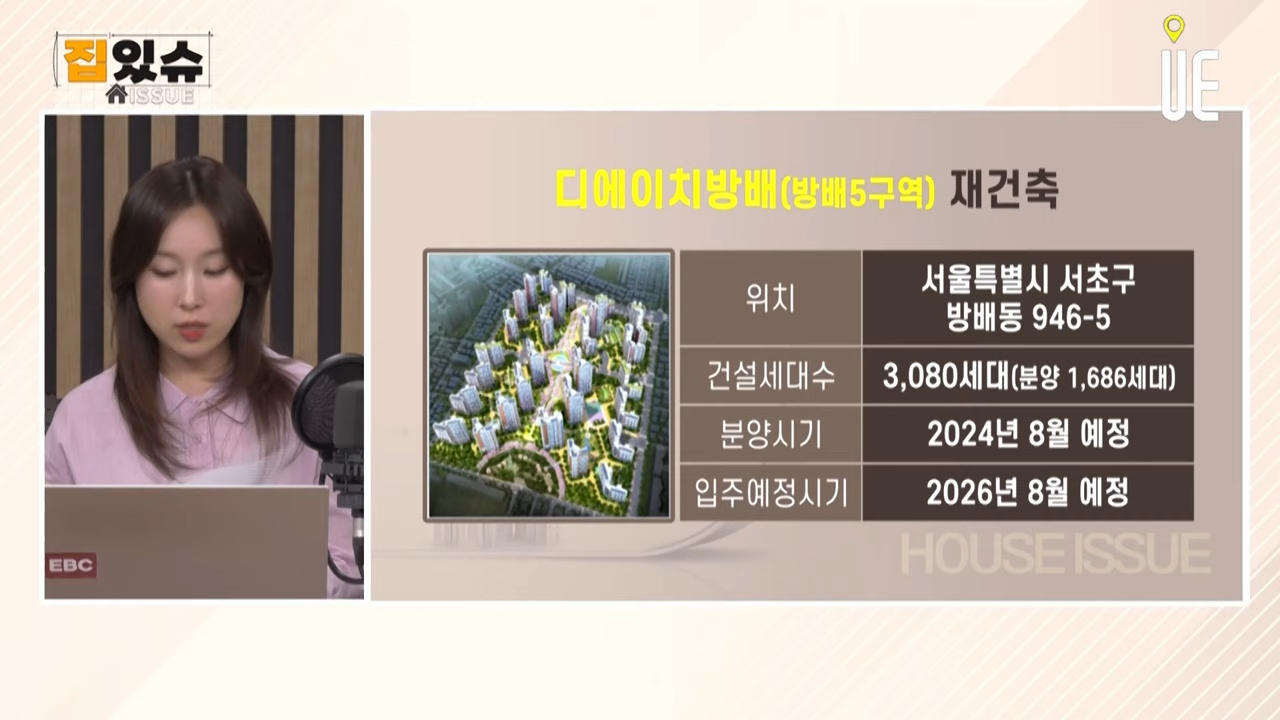 집있슈
ISSUE
UE
디에이치방배(방배5구역) 재건축
위치
서울특별시 서초구
방배동 946-5
건설세대수
3,080세대(분양 1,686세대)
분양시기
2024년 8월 예정
입주예정시기
2026년 8월 예정
EBC
HOUSE ISSUE